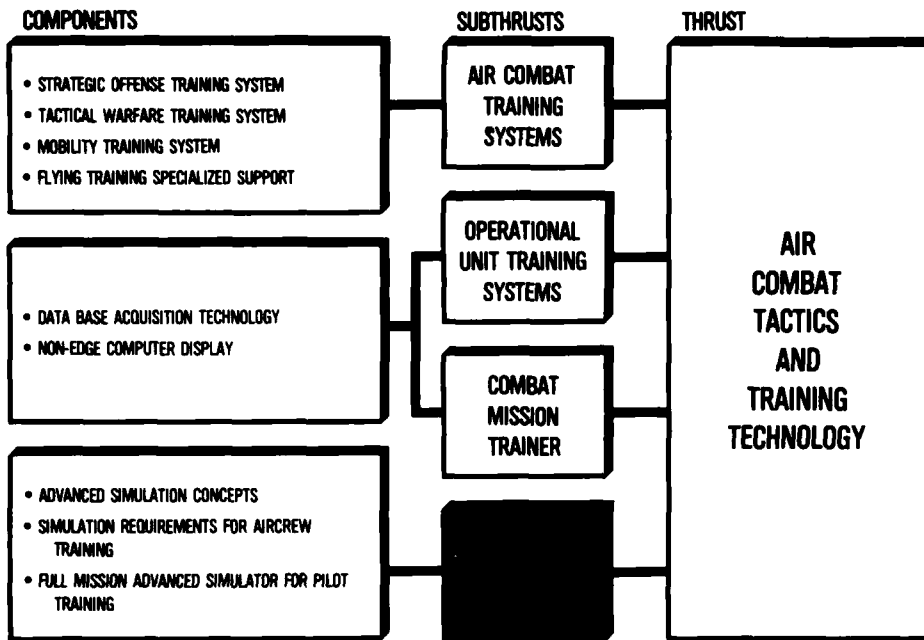 COMPONENTS
SUBTHRUSTS
THRUST
• STRATEGIC OFFENSE TRAINING SYSTEM
• TACTICAL WARFARE TRAINING SYSTEM
• MOBILITY TRAINING SYSTEM
• FLYING TRAINING SPECIALIZED SUPPORT
AIR COMBAT
TRAINING
SYSTEMS
• DATA BASE ACQUISITION TECHNOLOGY
• NON-EDGE COMPUTER DISPLAY
OPERATIONAL
UNIT TRAINING
SYSTEMS
COMBAT
MISSION
TRAINER
• ADVANCED SIMULATION CONCEPTS
• SIMULATION REQUIREMENTS FOR AIRCREW
TRAINING
• FULL MISSION ADVANCED SIMULATOR FOR PILOT
TRAINING
AIR
COMBAT
TACTICS
AND
TRAINING
TECHNOLOGY